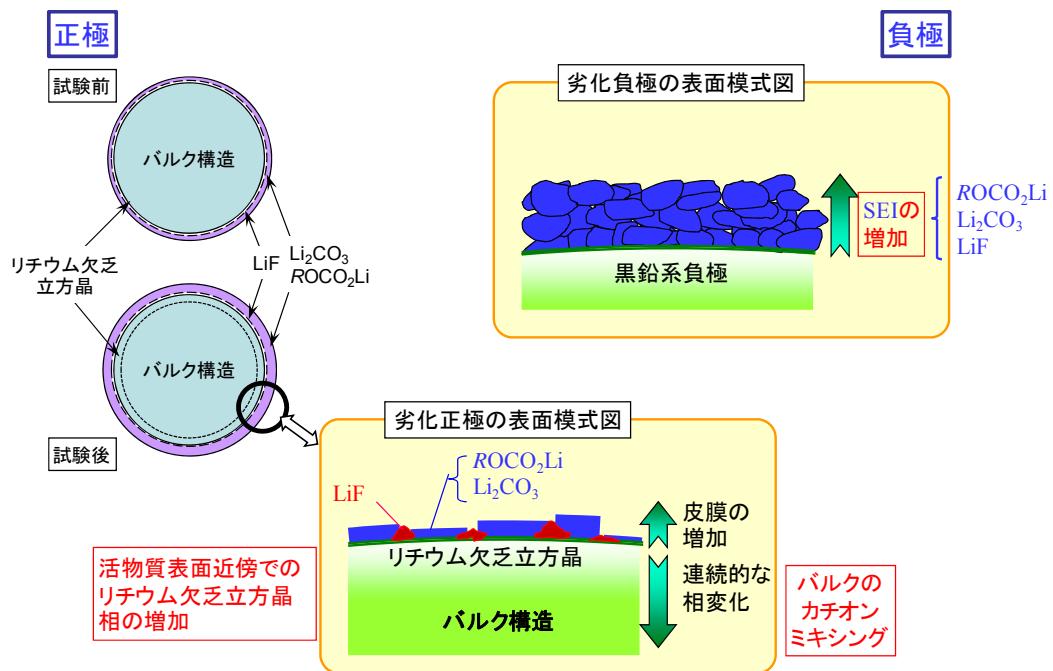 正極
負極
試験前
バルク構造
リチウム欠乏
立方晶
LiF
Li₂CO₃
ROCO₂Li
バルク構造
試験後
劣化負極の表面模式図
SEIの
増加
ROCO₂Li
Li₂CO₃
LiF
黒鉛系負極
劣化正極の表面模式図
ROCO₂Li
Li₂CO₃
LiF
リチウム欠乏立方晶
バルク構造
皮膜の
増加
連続的な
相変化
活物質表面近傍での
リチウム欠乏立方晶
相の増加
バルクの
カチオン
ミキシング